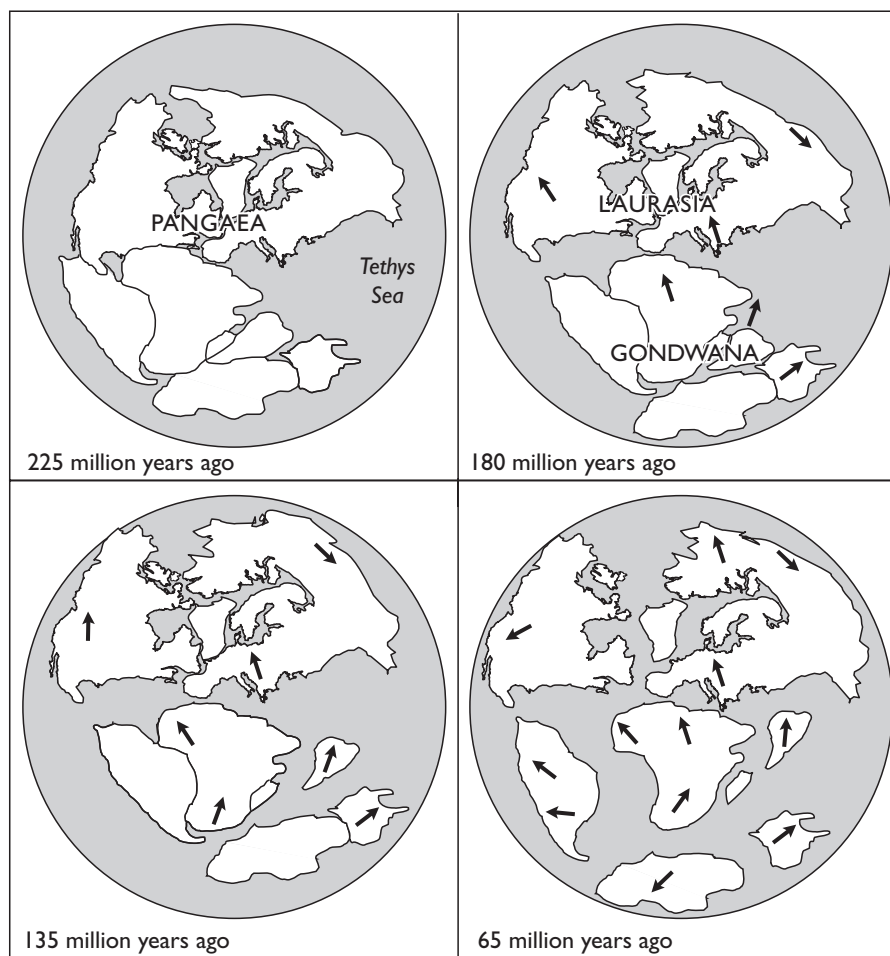 PANGAEA
Tethys
Sea
225 million years ago
LAURASIA
GONDWANA
180 million years ago
135 million years ago
65 million years ago